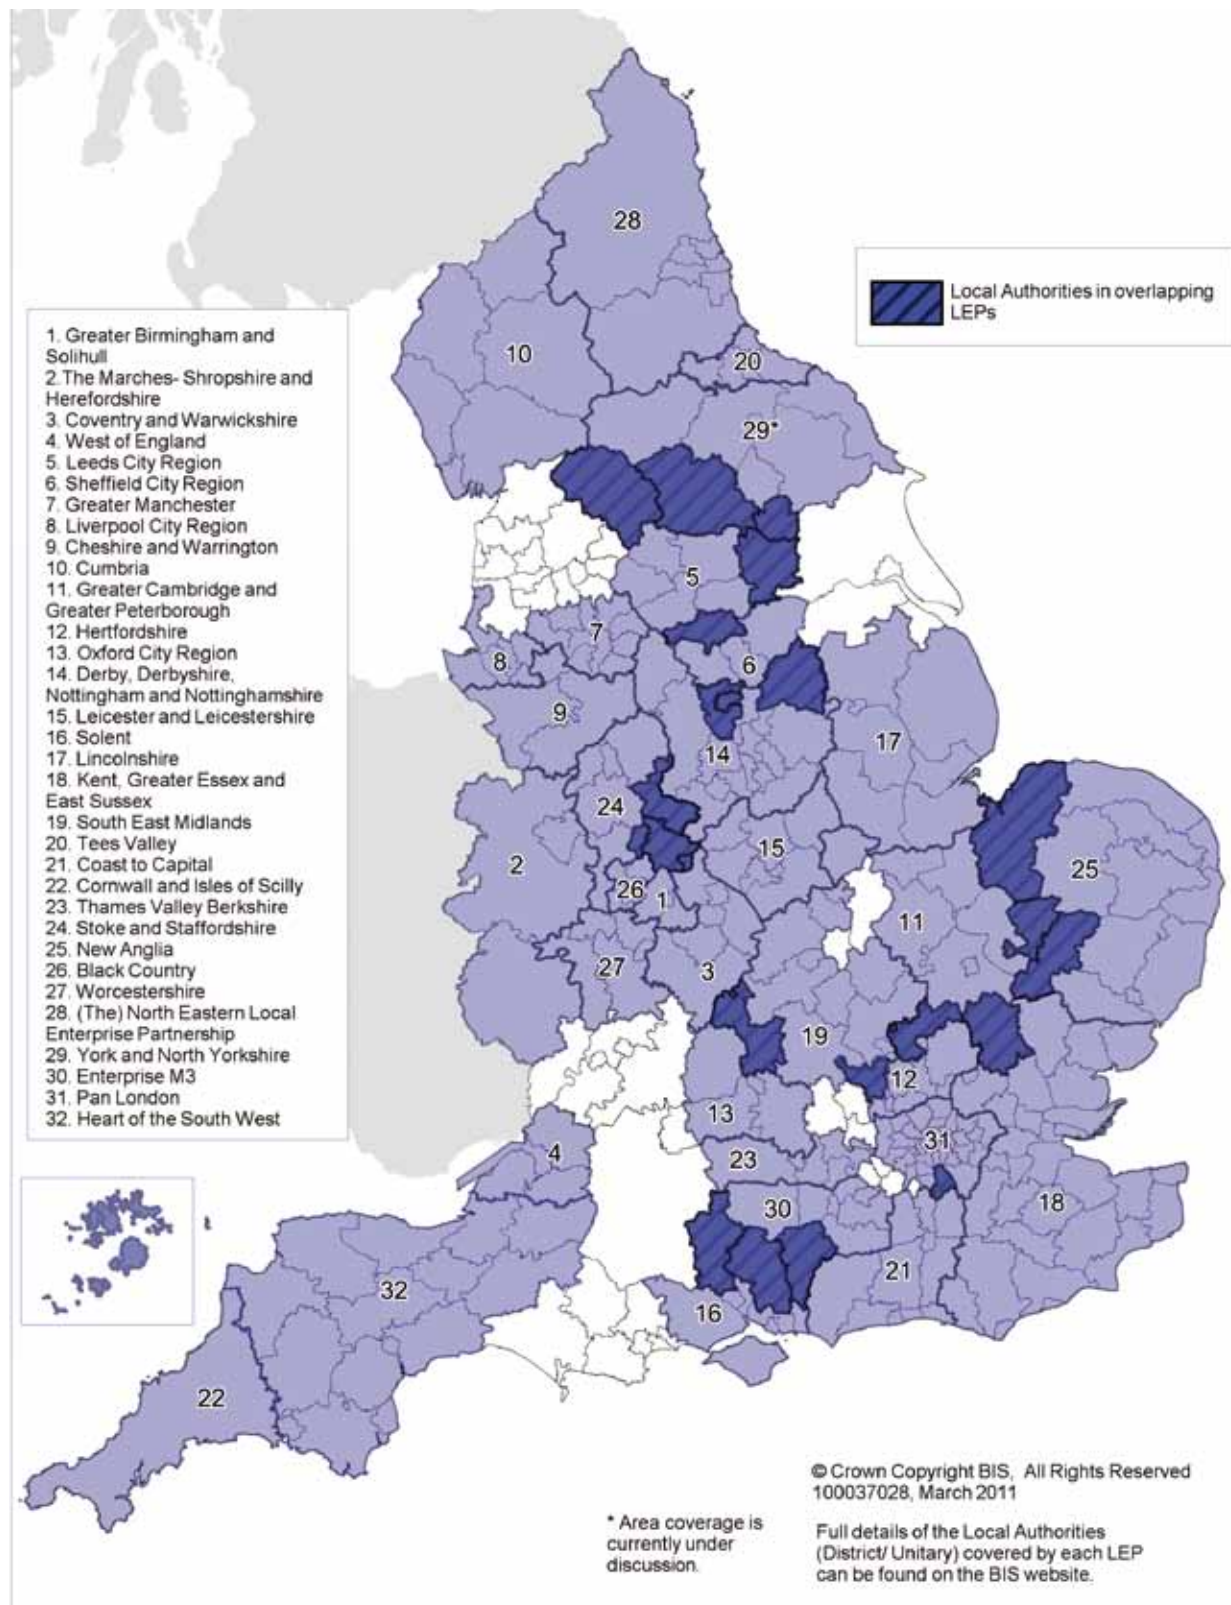 28
Local Authorities in overlapping
LEPs
1. Greater Birmingham and
Solihull
2.The Marches- Shropshire and
Herefordshire
3. Coventry and Warwickshire
4. West of England
5. Leeds City Region
6. Sheffield City Region
7. Greater Manchester
8. Liverpool City Region
9. Cheshire and Warrington
10. Cumbria
11. Greater Cambridge and
Greater Peterborough
12. Hertfordshire
13. Oxford City Region
14. Derby, Derbyshire,
Nottingham and Nottinghamshire
15. Leicester and Leicestershire
16. Solent
17. Lincolnshire
18. Kent, Greater Essex and
East Sussex
19. South East Midlands
20. Tees Valley
21. Coast to Capital
22. Cornwall and Isles of Scilly
23. Thames Valley Berkshire
24. Stoke and Staffordshire
25. New Anglia
26. Black Country
27. Worcestershire
28. (The) North Eastern Local
Enterprise Partnership
29. York and North Yorkshire
30. Enterprise M3
31. Pan London
32. Heart of the South West
10
20
29*
5
7
8
6
9
14
17
24
15
2
25
26
1
11
27
3
19
12
13
31
4
23
18
30
21
32
16
22
© Crown Copyright BIS, All Rights Reserved
100037028, March 2011
* Area coverage is
currently under
discussion.
Full details of the Local Authorities
(District/ Unitary) covered by each LEP
can be found on the BIS website.